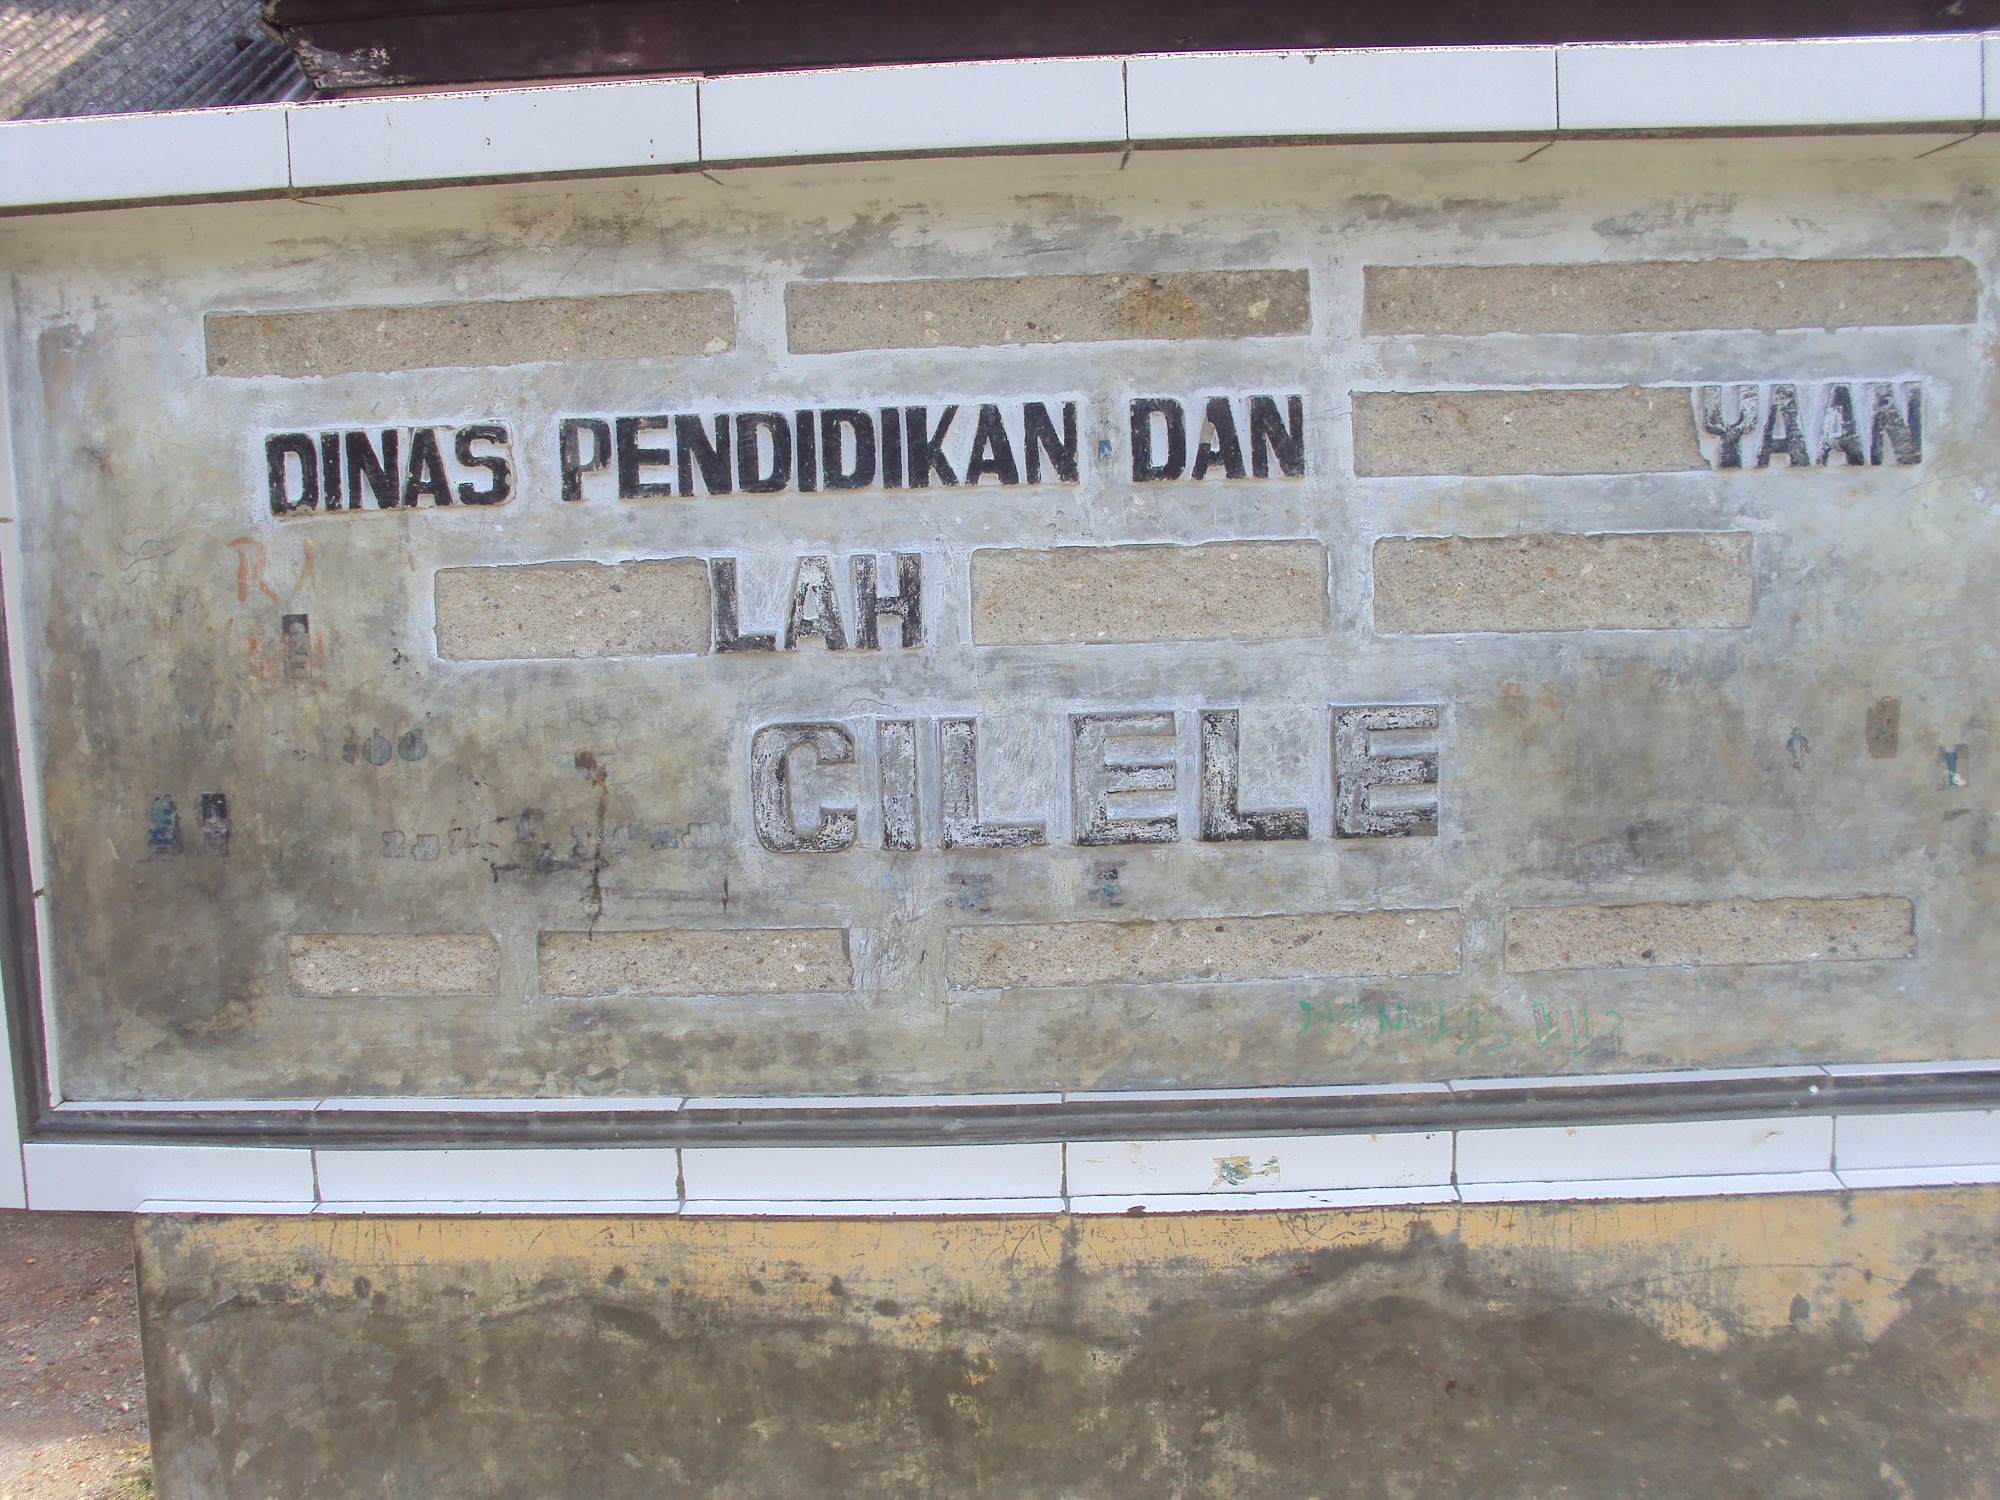 DINAS PENDIDIKAN DAN YAAN
LAH
CILELE